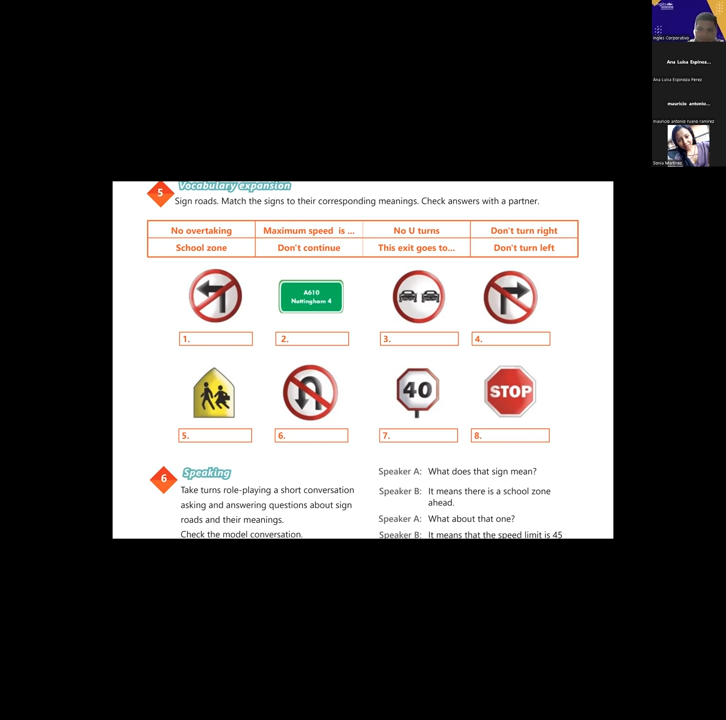 Ingles Corporativo
Ana Luisa Espinoz...
Ana Luisa Espinoza Perez
mauricio antonio...
mauricio antonio ruano ramirez
Sonia Martinez
5
Vocabulary expansion
Sign roads. Match the signs to their corresponding meanings. Check answers with a partner.
No overtaking Maximum speed is ... No U turns Don't turn right
School zone Don't continue This exit goes to... Don't turn left
A610
Nottingham 4
1. 2. 3. 4.
40 STOP
5. 6. 7. 8.
6
Speaking
Take turns role-playing a short conversation
asking and answering questions about sign
roads and their meanings.
Check the model conversation.
Speaker A: What does that sign mean?
Speaker B: It means there is a school zone
ahead.
Speaker A: What about that one?
Speaker B: It means that the speed limit is 45